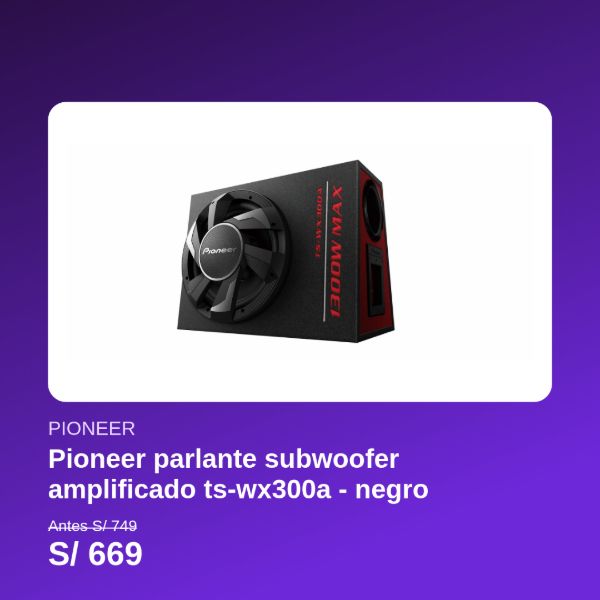 Pioneer
TS-WX300A
1300W MAX
PIONEER
Pioneer parlante subwoofer
amplificado ts-wx300a - negro
Antes S/ 749
S/ 669